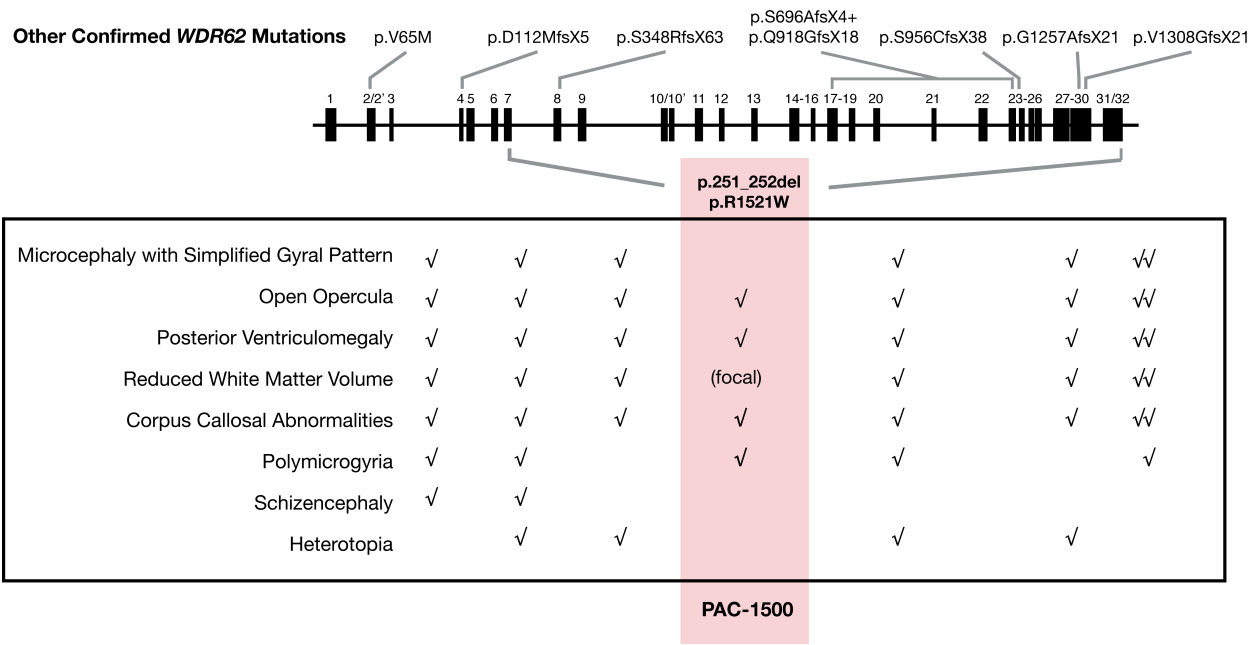 p.S696AfsX4+
Other Confirmed WDR62 Mutations p.V65M p.D112MfsX5 p.S348RfsX63 p.Q918GfsX18 p.S956CfsX38 p.G1257AfsX21 p.V1308GfsX21
1 2/2' 3 4 5 6 7 8 9 10/10' 11 12 13 14-16 17-19 20 21 22 23-26 27-30 31/32
p.251_252del
p.R1521W
Microcephaly with Simplified Gyral Pattern √ √ √ √ √ √√
Open Opercula √ √ √ √ √ √ √√
Posterior Ventriculomegaly √ √ √ √ √ √ √√
Reduced White Matter Volume √ √ √ (focal) √ √ √√
Corpus Callosal Abnormalities √ √ √ √ √ √ √√
Polymicrogyria √ √ √ √ √
Schizencephaly √ √
Heterotopia √ √ √ √
PAC-1500